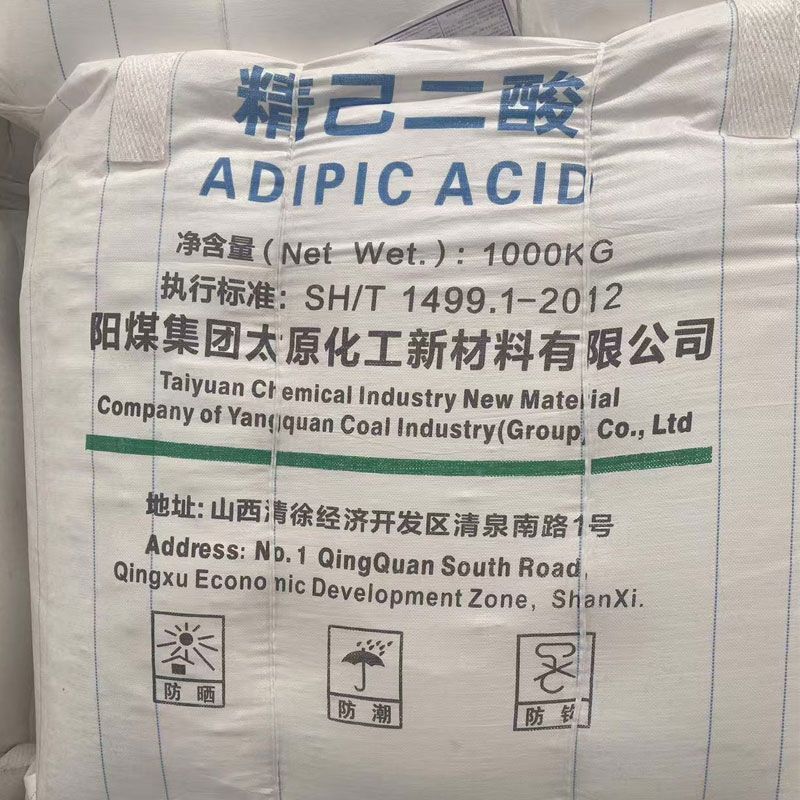 精己二酸
ADIPIC ACID
净含量(Net Wet.): 1000KG
执行标准: SH/T 1499.1-2012
阳煤集团太原化工新材料有限公司
Taiyuan Chemical Industry New Material
Company of Yangquan Coal Industry(Group) Co., Ltd
地址: 山西清徐经济开发区清泉南路1号
Address: No.1 QingQuan South Road,
Qingxu Economic Development Zone, ShanXi.
防晒
防潮
防钩